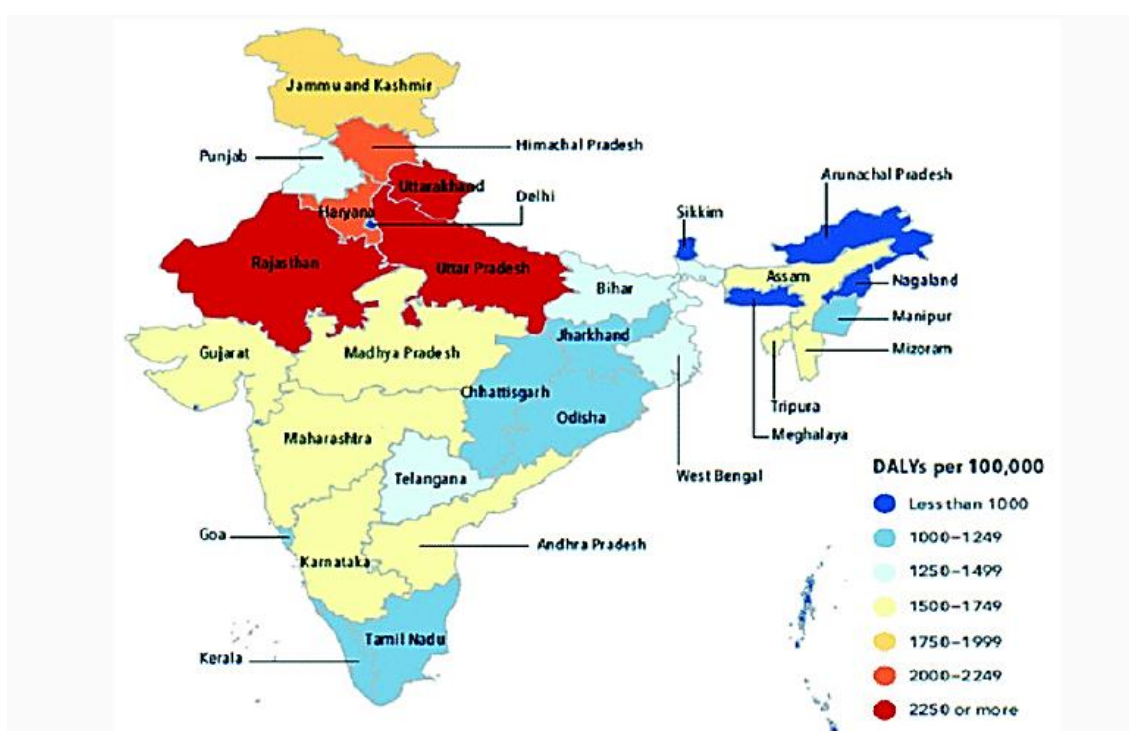 Jammu and Kashmir
Himachal Pradesh
Punjab
Uttarakhand
Arunachal Pradesh
Delhi
Haryana
Sikkim
Rajasthan
Uttar Pradesh
Assam
Nagaland
Bihar
Manipur
Jharkhand
Mizoram
Gujarat
Madhya Pradesh
Chhattisgarh
Tripura
Odisha
Meghalaya
Maharashtra
West Bengal
Telangana
Goa
Andhra Pradesh
Karnataka
Tamil Nadu
Kerala
DALYs per 100,000
Less than 1000
1000–1249
1250–1499
1500–1749
1750–1999
2000–2249
2250 or more